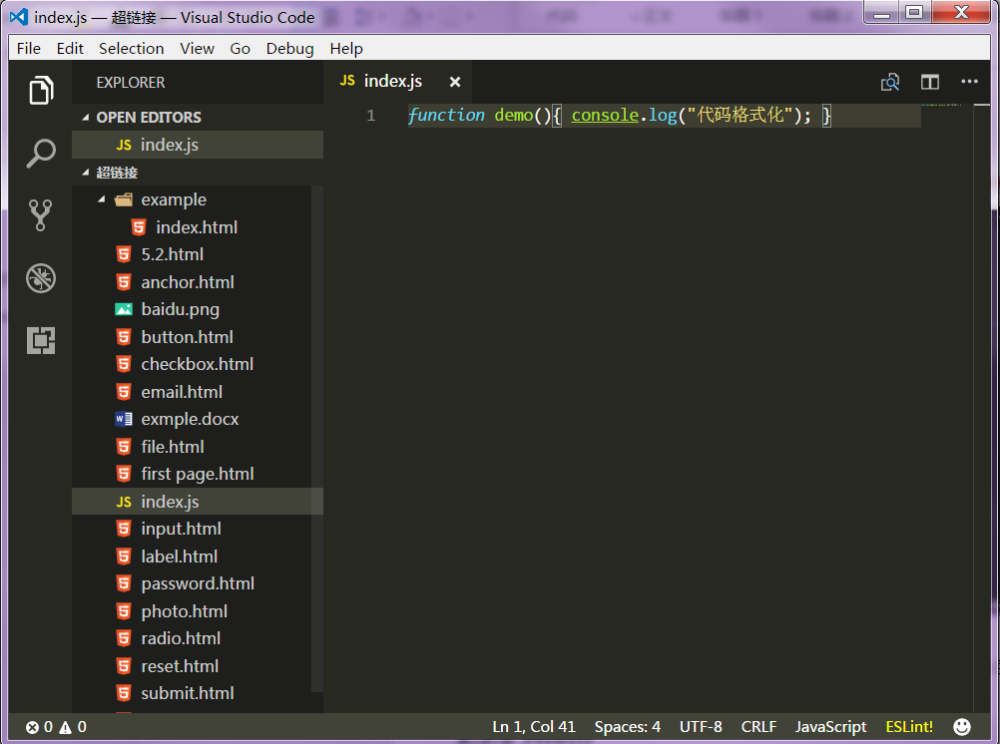 index.js — 超链接 — Visual Studio Code
File Edit Selection View Go Debug Help
EXPLORER
OPEN EDITORS
JS index.js
超链接
example
index.html
5.2.html
anchor.html
baidu.png
button.html
checkbox.html
email.html
exmple.docx
file.html
first page.html
JS index.js
input.html
label.html
password.html
photo.html
radio.html
reset.html
submit.html
JS index.js
1 function demo(){ console.log("代码格式化"); }
0 0 Ln 1, Col 41 Spaces: 4 UTF-8 CRLF JavaScript ESLint!